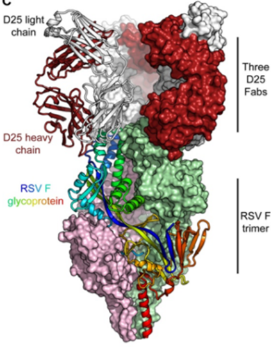 C
D25 light
chain
Three
D25
Fabs
D25 heavy
chain
RSV F
glycoprotein
RSV F
trimer